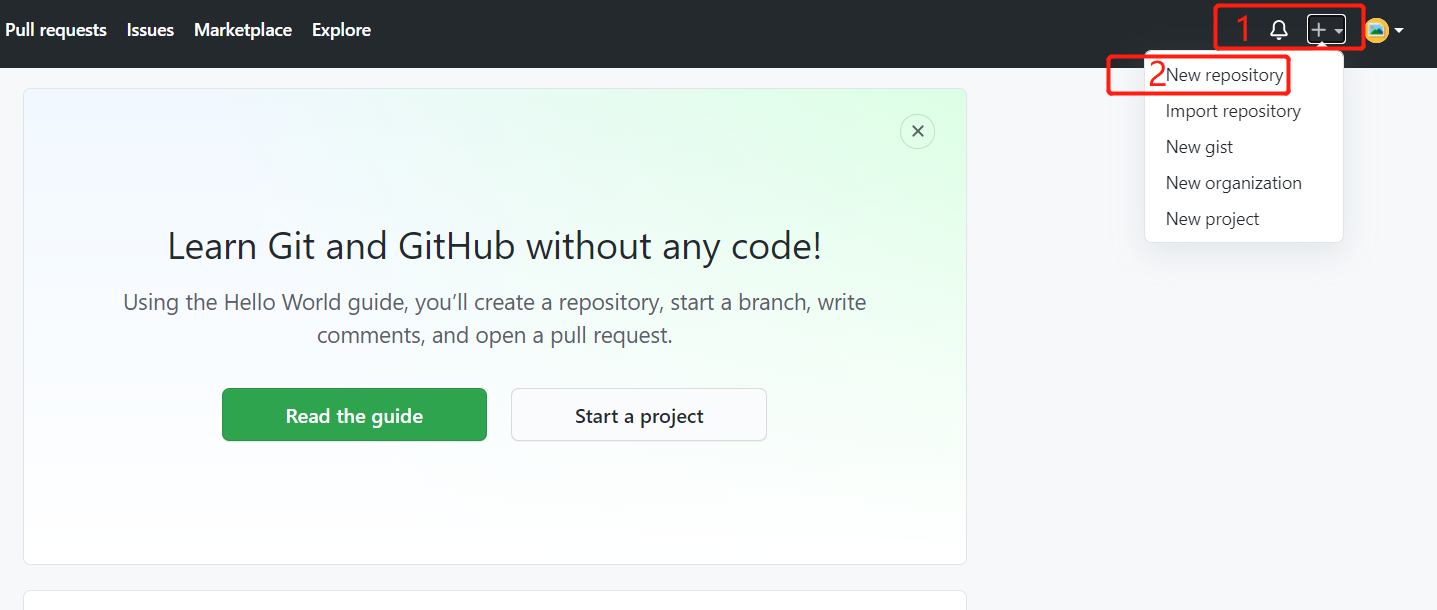 Pull requests Issues Marketplace Explore 1
2 New repository
Import repository
New gist
New organization
New project
Learn Git and GitHub without any code!
Using the Hello World guide, you’ll create a repository, start a branch, write
comments, and open a pull request.
Read the guide Start a project